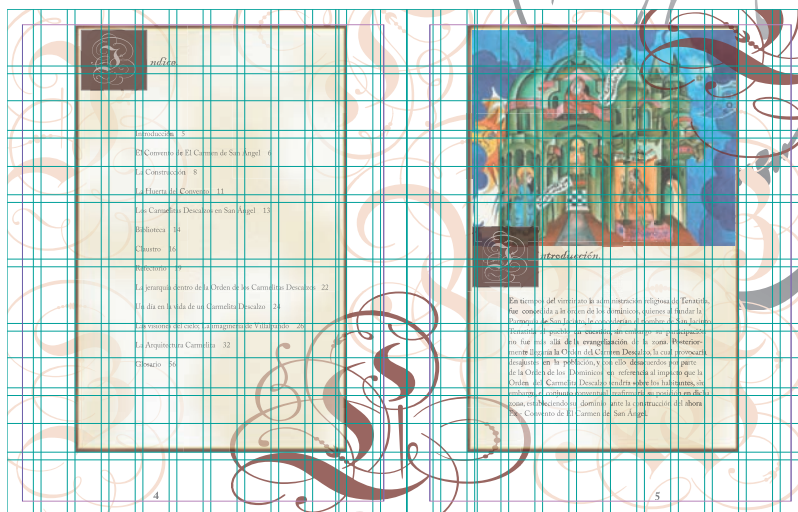 Indice.
Introducción 5
El Convento de El Carmen de San Ángel 6
La Construcción 8
La Huerta de Convento 11
Los Carmelitas Descalzos en San Ángel 13
Biblioteca 14
Claustro 16
Refectorio 19
La jerarquía dentro de la Orden de los Carmelitas Descalzos 22
Un día en la vida de un Carmelita Descalzo 24
Las visiones del cielo: La imaginería de Villalpando 26
La Arquitectura Carmelita 32
Glosario 56
4
Introducción.
En tiempos del virreinato la administración religiosa de Tenanitla,
fue concedida a la orden de los dominicos, quienes al fundar la
Parroquia de San Jacinto, le concederían el nombre de San Jacinto
Tenanitla al pueblo en cuestión, sin embargo su preocupación
no fue más allá de la evangelización de la zona. Posterior-
mente llegaría la Orden del Carmen Descalzo, la cual provocaría
desajustes en la población, y con ello desacuerdos por parte
de la Orden de los Dominicos en referencia al impacto que la
Orden del Carmelita Descalzo tendría sobre los habitantes, sin
embargo, el conjunto conventual reafirmaría su posición en dicha
zona, estableciendo su dominio ante la construcción del ahora
Ex - Convento de El Carmen de San Ángel.
5